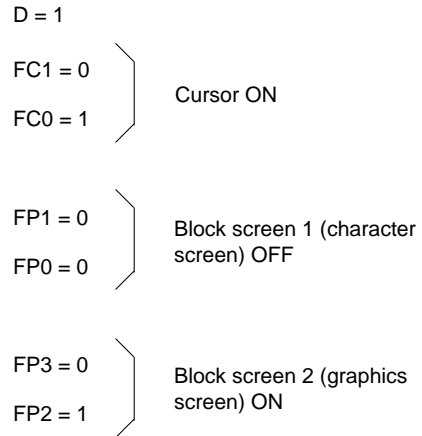 D = 1
FC1 = 0
FC0 = 1
Cursor ON
FP1 = 0
FP0 = 0
Block screen 1 (character
screen) OFF
FP3 = 0
FP2 = 1
Block screen 2 (graphics
screen) ON